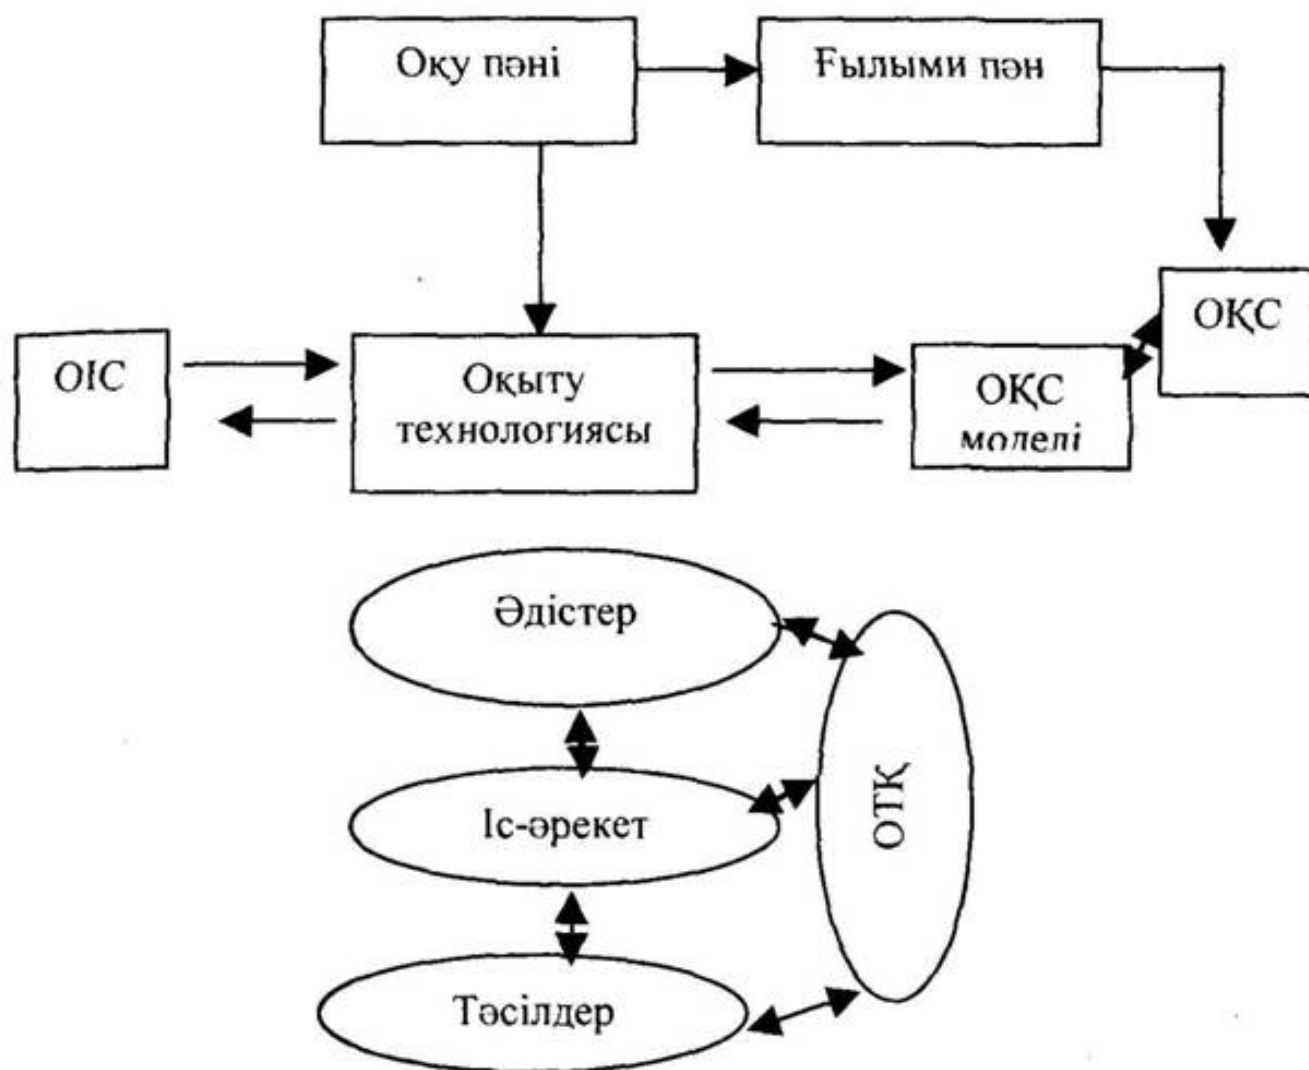 Оқу пәні
Ғылыми пән
ОҚС
ОІС
Оқыту
технологиясы
ОҚС
моделі
Әдістер
Іс-әрекет
ОТҚ
Тәсілдер